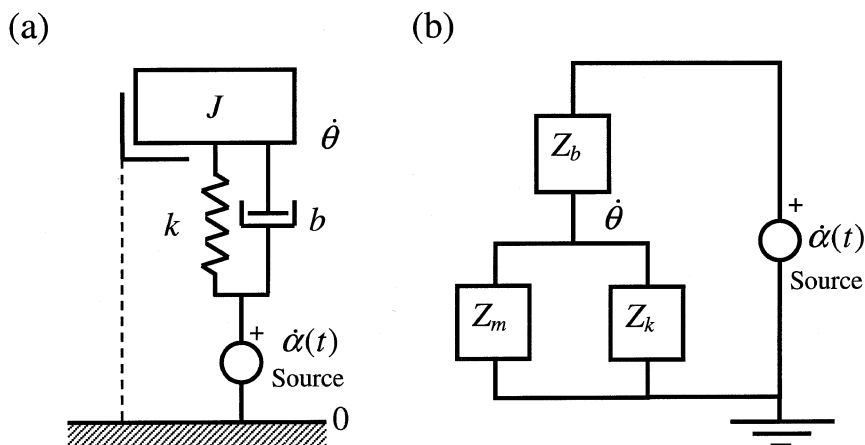 (a)
J
θ̇
k
b
+
α̇(t)
Source
0
(b)
Z_b
θ̇
+
α̇(t)
Source
Z_m
Z_k